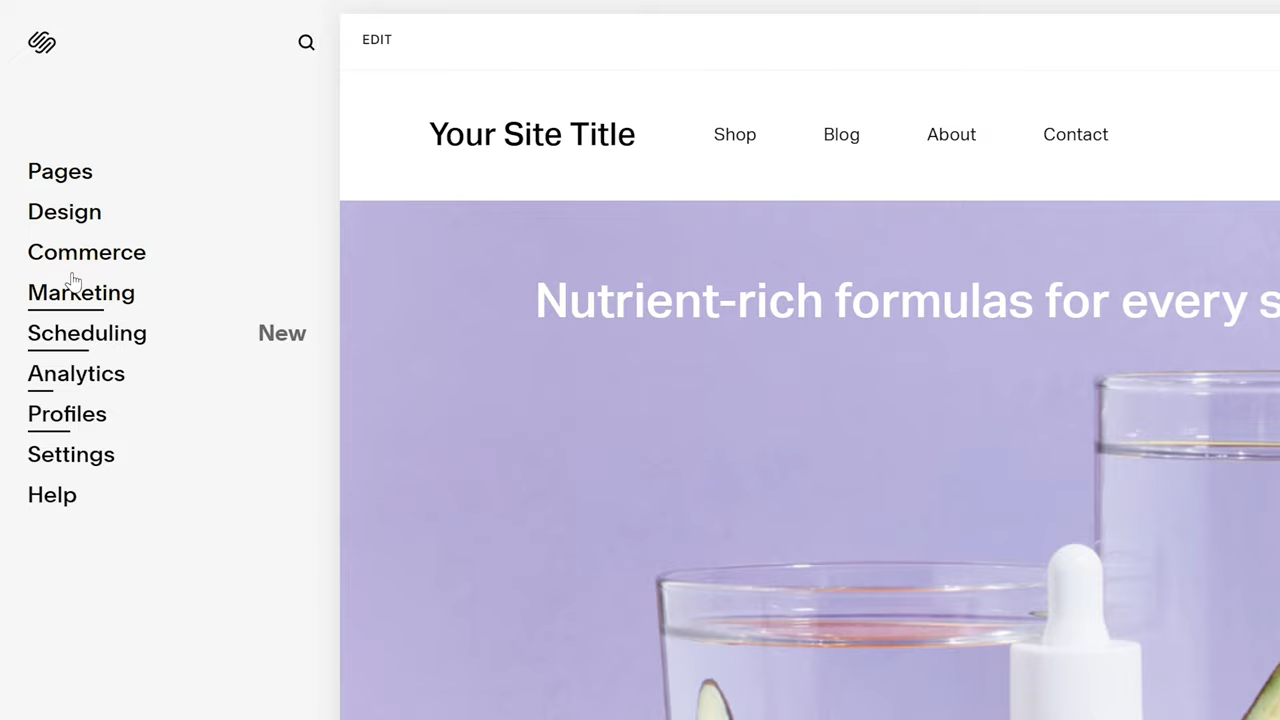 EDIT
Your Site Title
Shop
Blog
About
Contact
Pages
Design
Commerce
Marketing
Scheduling New
Analytics
Profiles
Settings
Help
Nutrient-rich formulas for every s